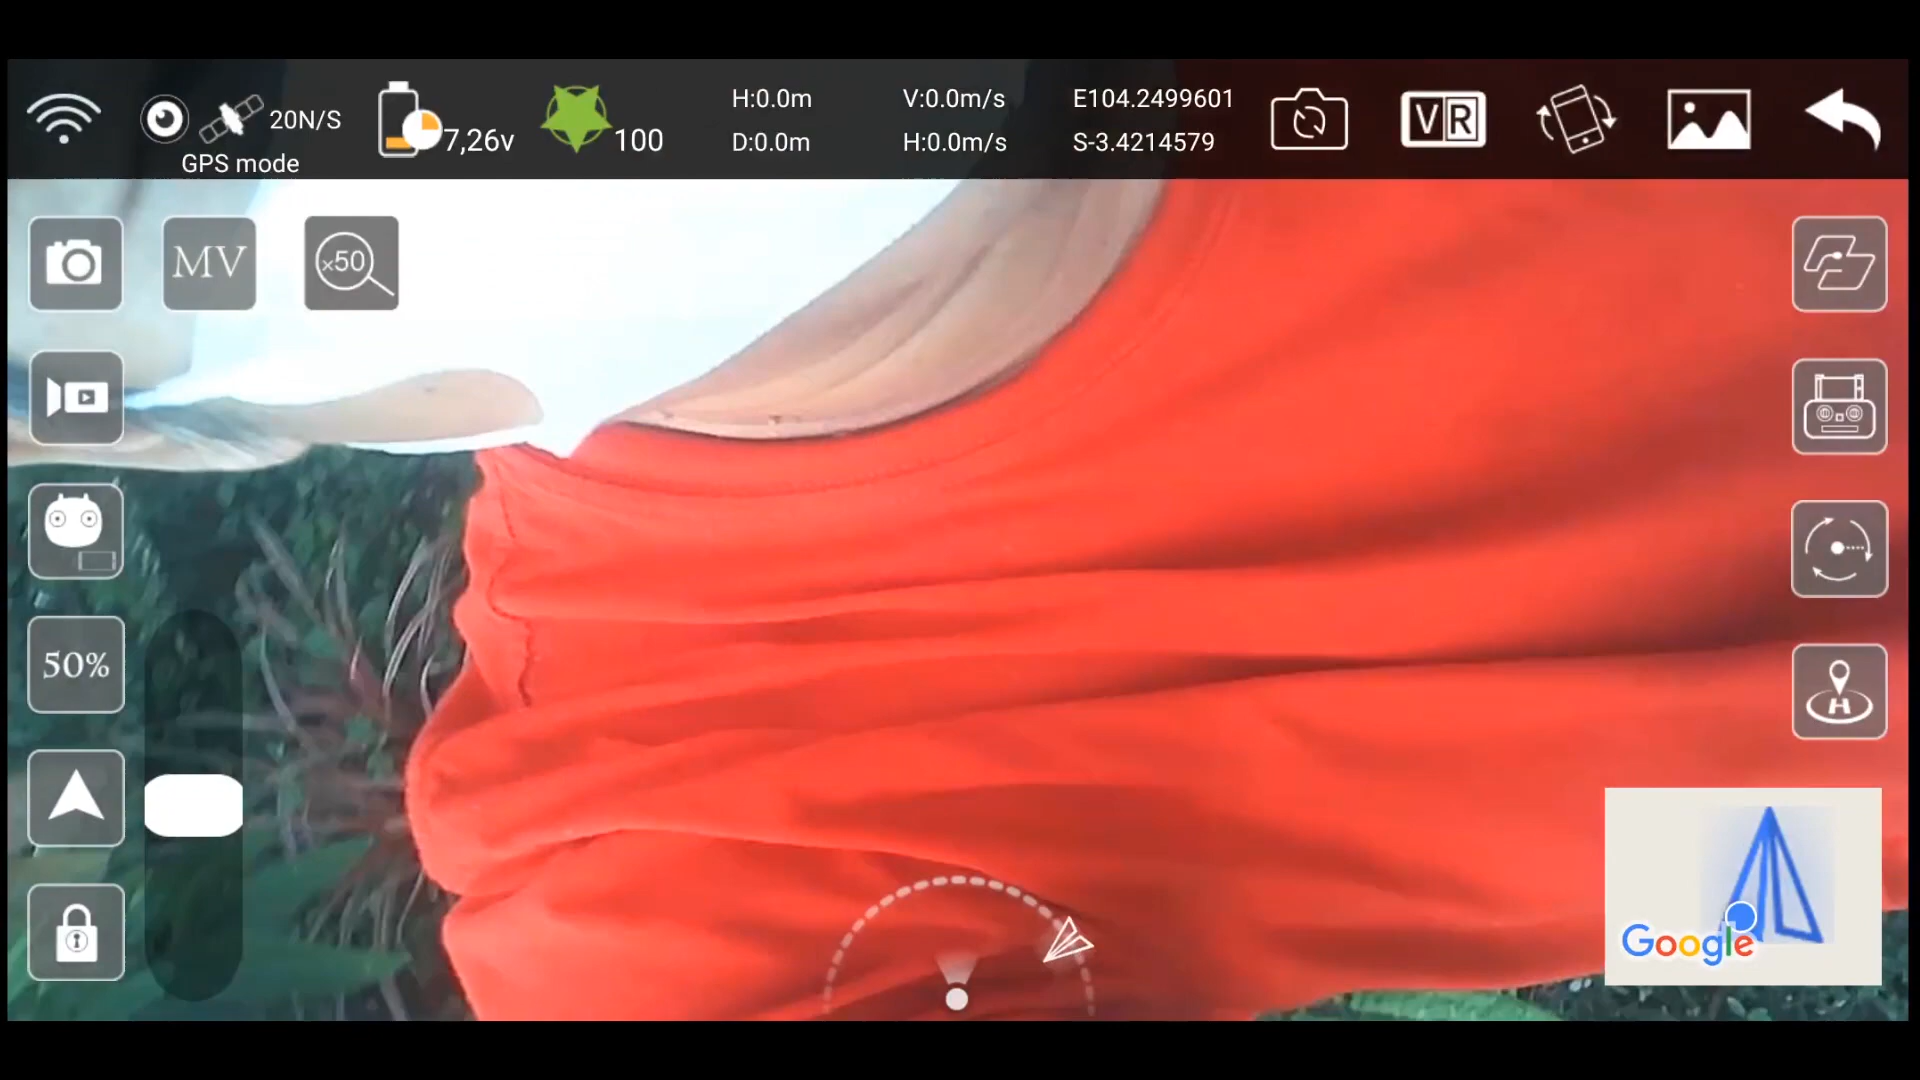 20N/S
GPS mode
7,26v
100
H:0.0m
D:0.0m
V:0.0m/s
H:0.0m/s
E104.2499601
S-3.4214579
VR
MV
x50
50%
H
Google